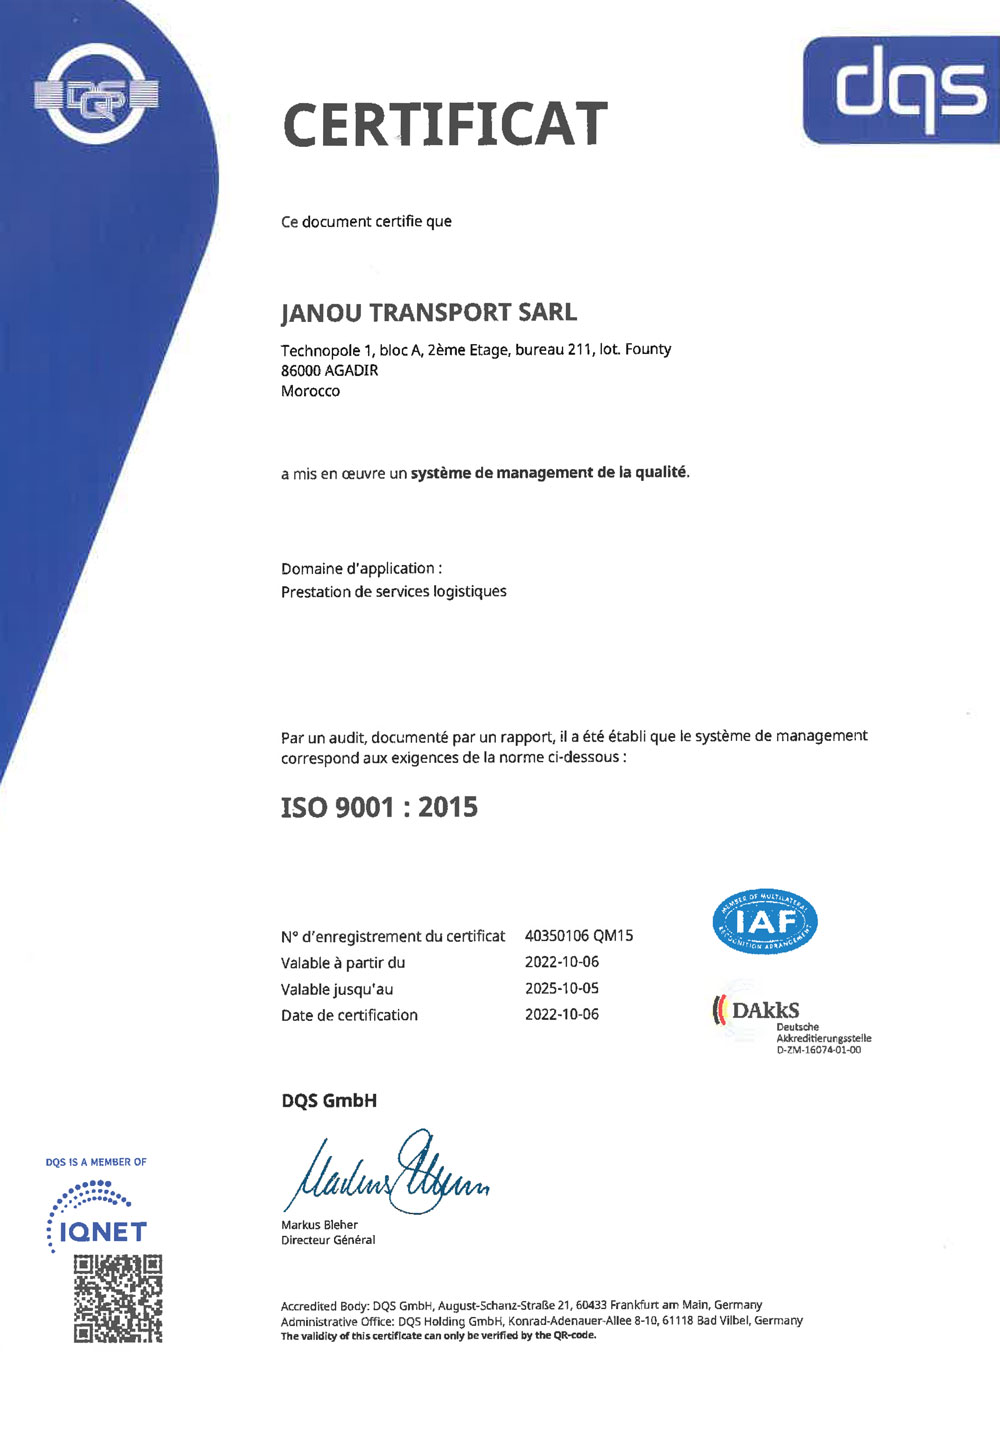 DQS
dqs
CERTIFICAT
Ce document certifie que
JANOU TRANSPORT SARL
Technopole 1, bloc A, 2ème Etage, bureau 211, lot. Founty
86000 AGADIR
Morocco
a mis en œuvre un système de management de la qualité.
Domaine d'application :
Prestation de services logistiques
Par un audit, documenté par un rapport, il a été établi que le système de management
correspond aux exigences de la norme ci-dessous :
ISO 9001 : 2015
N° d'enregistrement du certificat 40350106 QM15
Valable à partir du 2022-10-06
Valable jusqu'au 2025-10-05
Date de certification 2022-10-06
MEMBER OF MULTILATERAL
IAF
RECOGNITION ARRANGEMENT
DAkkS
Deutsche
Akkreditierungsstelle
D-ZM-16074-01-00
DQS GmbH
Markus Bleher
Directeur Général
DQS IS A MEMBER OF
IQNET
Accredited Body: DQS GmbH, August-Schanz-Straße 21, 60433 Frankfurt am Main, Germany
Administrative Office: DQS Holding GmbH, Konrad-Adenauer-Allee 8-10, 61118 Bad Vilbel, Germany
The validity of this certificate can only be verified by the QR-code.